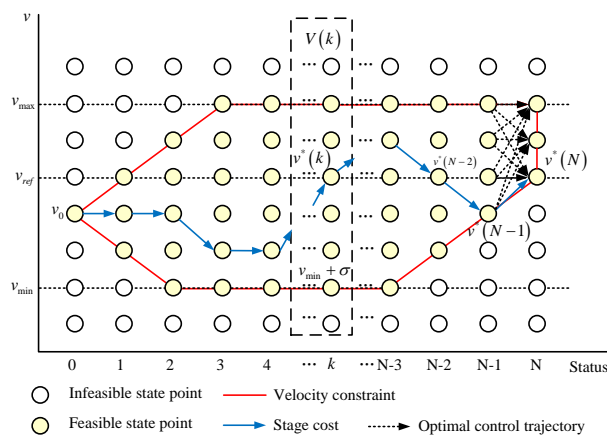 v
V(k)
... ...
v_max ... ...
... ...
v*(k) v*(N-2) v*(N)
v_ref ... ...
v_0 ... ...
v*(N-1)
... ...
v_min + σ
v_min ... ...
... ...
0 1 2 3 4 ... k ... N-3 N-2 N-1 N Status
Infeasible state point Velocity constraint
Feasible state point Stage cost Optimal control trajectory